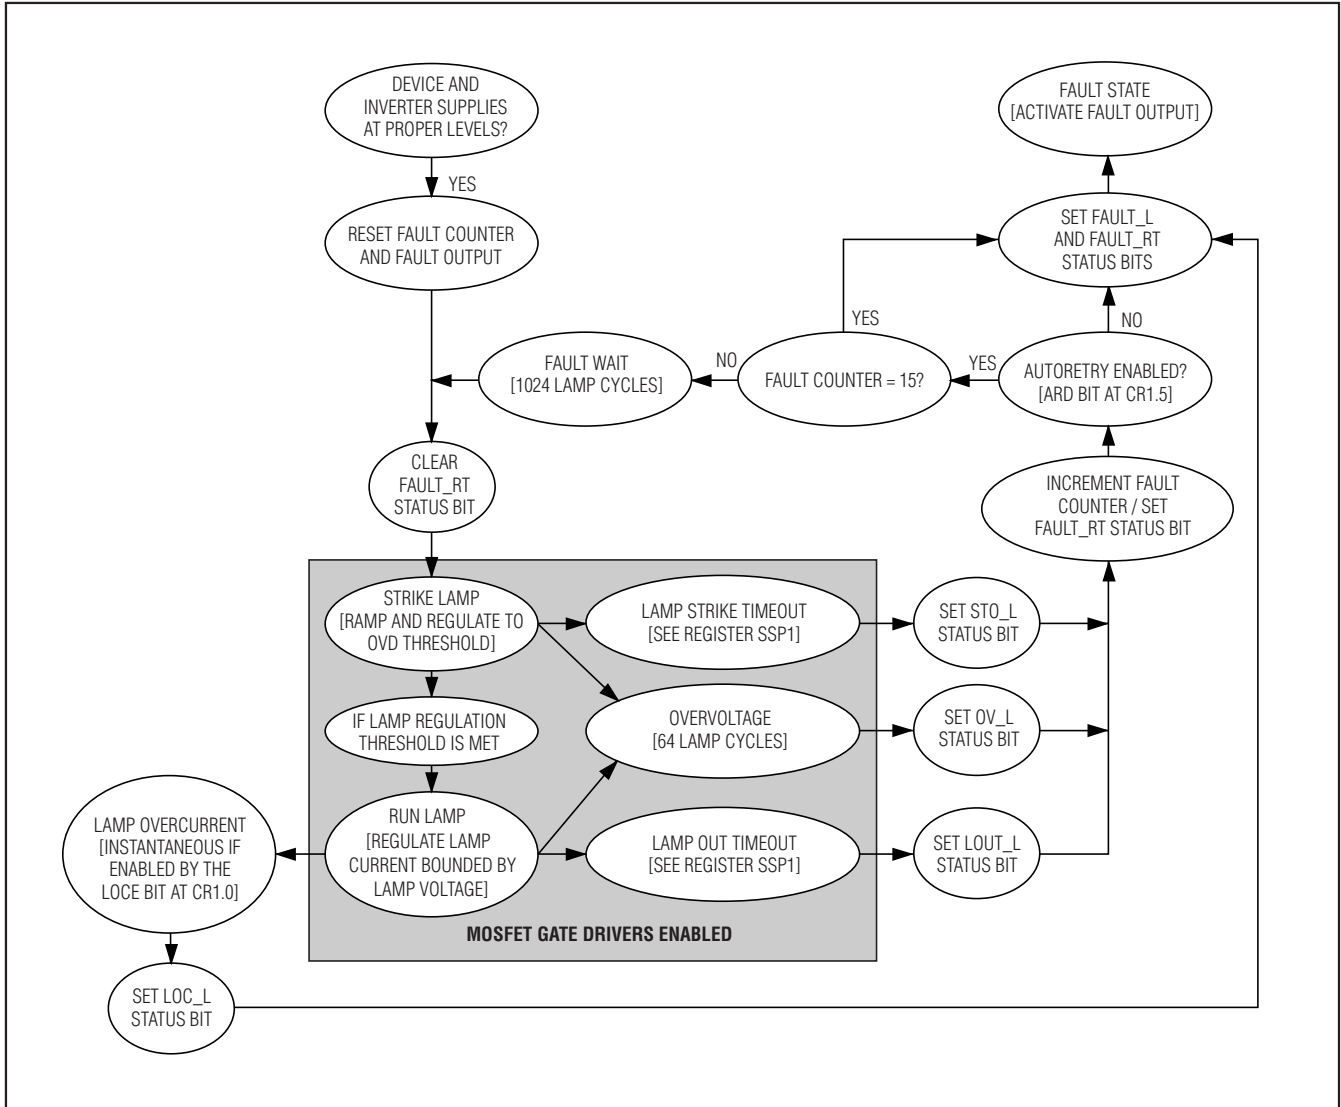 DEVICE AND
INVERTER SUPPLIES
AT PROPER LEVELS?
YES
RESET FAULT COUNTER
AND FAULT OUTPUT
FAULT STATE
[ACTIVATE FAULT OUTPUT]
SET FAULT_L
AND FAULT_RT
STATUS BITS
NO
YES
FAULT WAIT
[1024 LAMP CYCLES]
NO
FAULT COUNTER = 15?
YES
AUTORETRY ENABLED?
[ARD BIT AT CR1.5]
CLEAR
FAULT_RT
STATUS BIT
INCREMENT FAULT
COUNTER / SET
FAULT_RT STATUS BIT
STRIKE LAMP
[RAMP AND REGULATE TO
OVD THRESHOLD]
LAMP STRIKE TIMEOUT
[SEE REGISTER SSP1]
SET STO_L
STATUS BIT
IF LAMP REGULATION
THRESHOLD IS MET
OVERVOLTAGE
[64 LAMP CYCLES]
SET OV_L
STATUS BIT
LAMP OVERCURRENT
[INSTANTANEOUS IF
ENABLED BY THE
LOCE BIT AT CR1.0]
RUN LAMP
[REGULATE LAMP
CURRENT BOUNDED BY
LAMP VOLTAGE]
LAMP OUT TIMEOUT
[SEE REGISTER SSP1]
SET LOUT_L
STATUS BIT
MOSFET GATE DRIVERS ENABLED
SET LOC_L
STATUS BIT